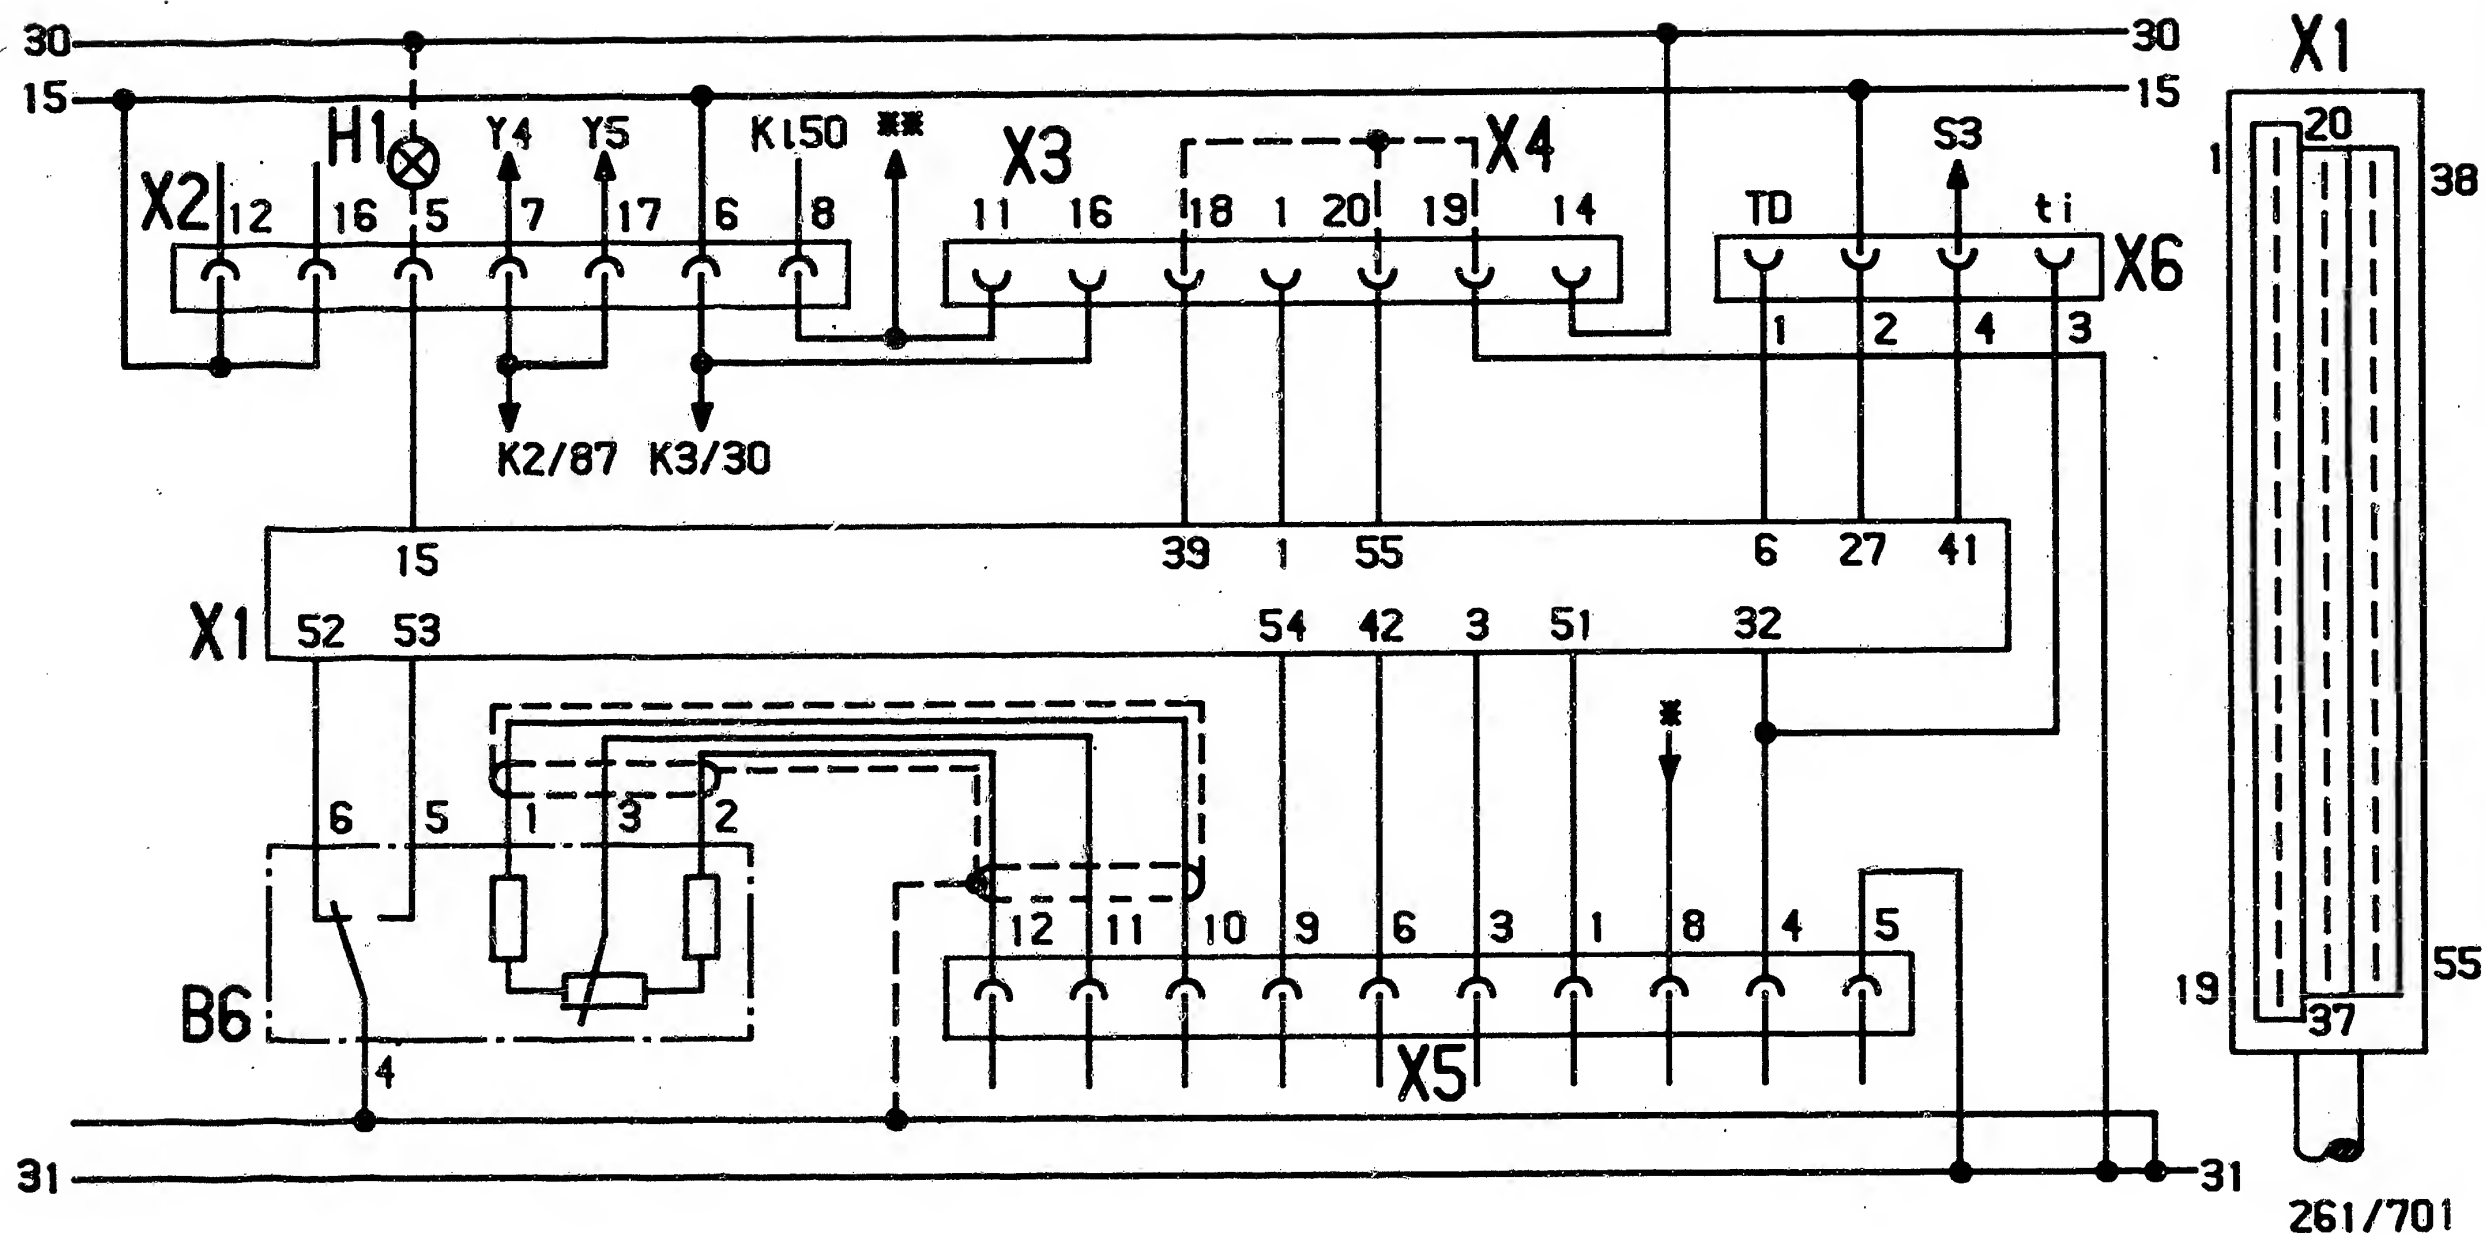 30 30 X1
15 15
H1 Y4 Y5 Kl50 ** X3 X4 S3 1 20
X2 12 16 5 7 17 6 8 11 16 18 1 20 19 14 TD ti 38
X6
1 2 4 3
K2/87 K3/30
15 39 1 55 6 27 41
X1 52 53 54 42 3 51 32
*
6 5 1 3 2
12 11 10 9 6 3 1 8 4 5
B6 19 37 55
X5
4
31 31
261/701